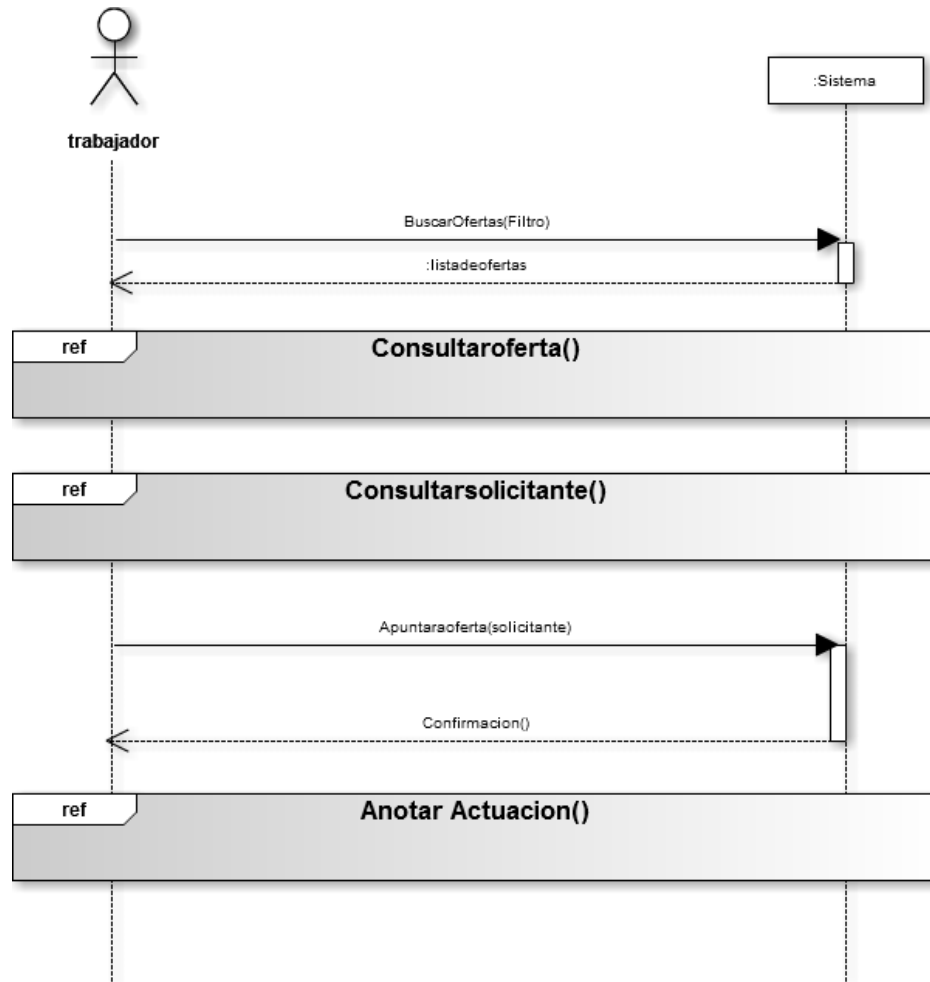 :Sistema
trabajador
BuscarOfertas(Filtro)
:listadeofertas
ref
Consultaroferta()
ref
Consultarsolicitante()
Apuntaraoferta(solicitante)
Confirmacion()
ref
Anotar Actuacion()